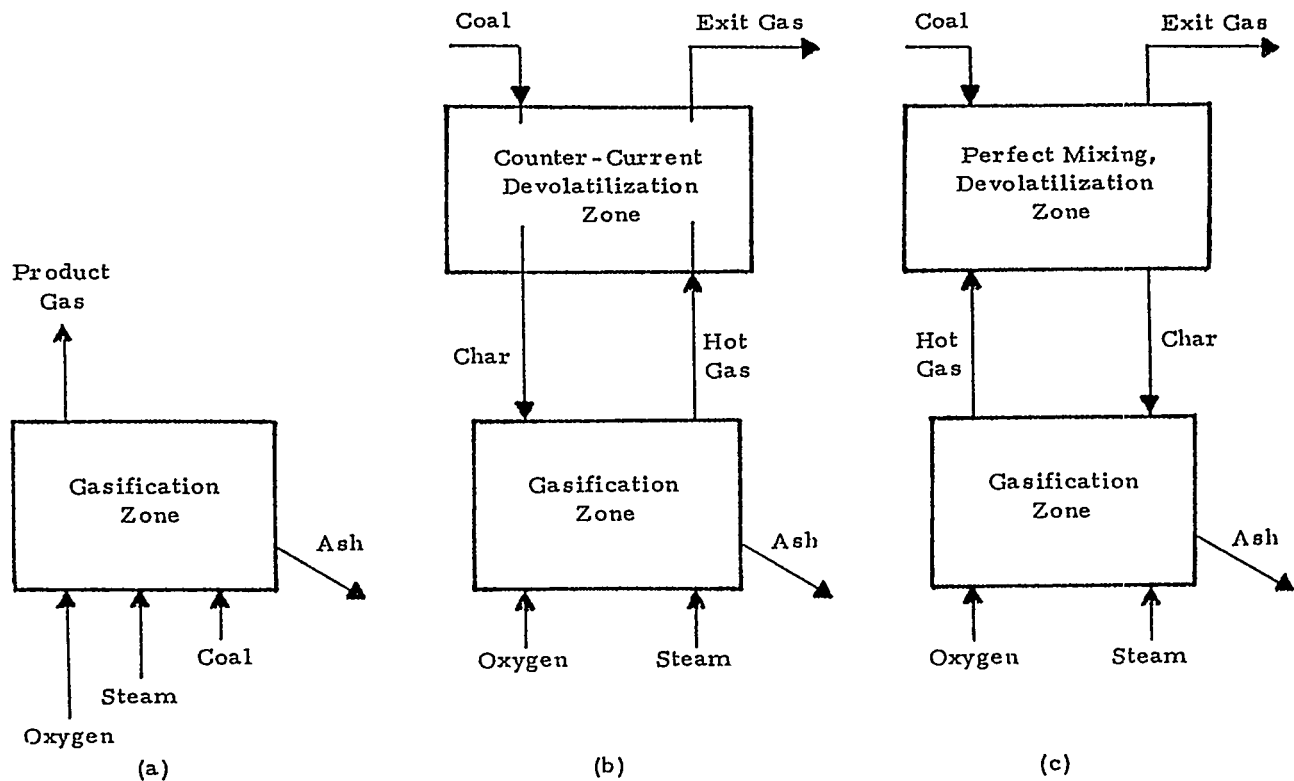 Product
Gas
Gasification
Zone
Ash
Coal
Steam
Oxygen
(a)
Coal
Exit Gas
Counter-Current
Devolatilization
Zone
Char
Hot
Gas
Gasification
Zone
Ash
Oxygen
Steam
(b)
Coal
Exit Gas
Perfect Mixing,
Devolatilization
Zone
Hot
Gas
Char
Gasification
Zone
Ash
Oxygen
Steam
(c)